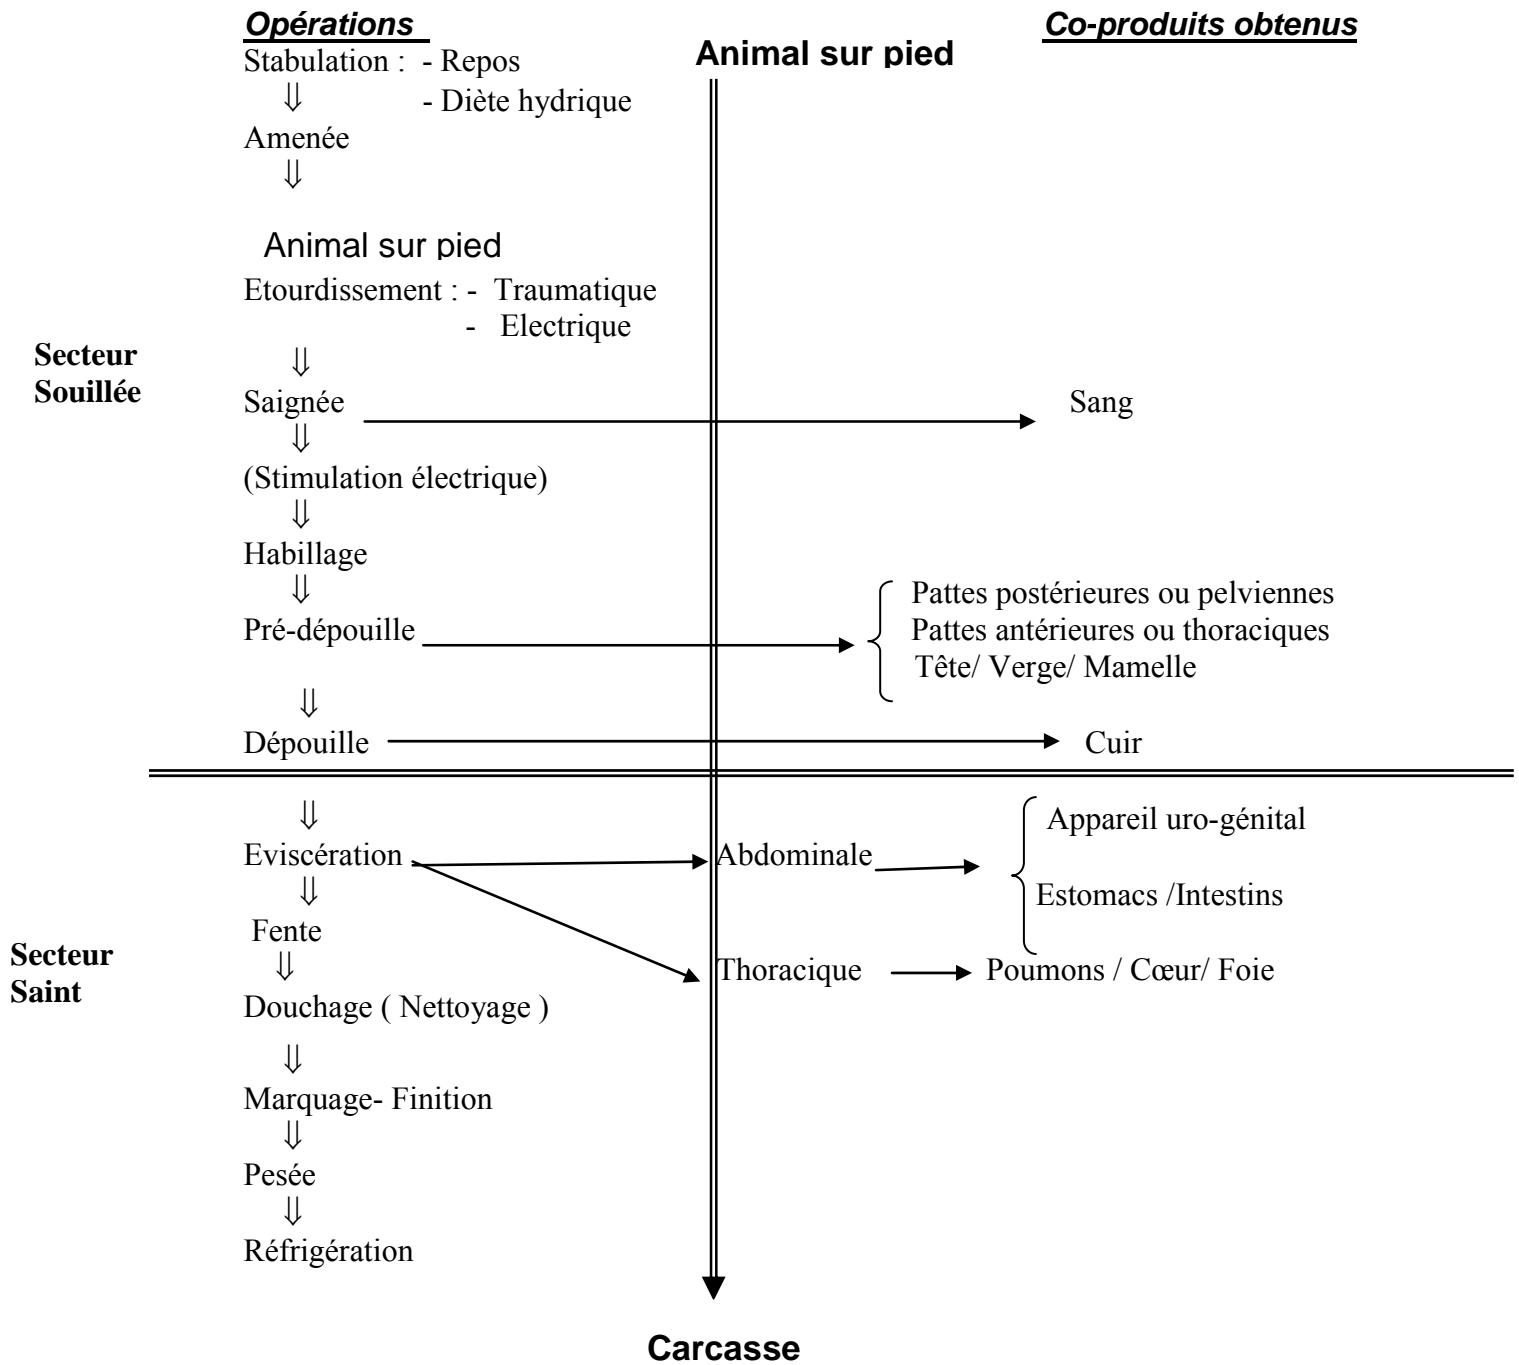 Opérations
Co-produits obtenus
Animal sur pied
Stabulation : - Repos
- Diète hydrique
Amenée
Animal sur pied
Etourdissement : - Traumatique
- Electrique
Secteur
Souillée
Saignée
Sang
(Stimulation électrique)
Habillage
Pré-dépouille
Pattes postérieures ou pelviennes
Pattes antérieures ou thoraciques
Tête/ Verge/ Mamelle
Dépouille
Cuir
Eviscération
Abdominale
Appareil uro-génital
Estomacs /Intestins
Fente
Secteur
Saint
Thoracique
Poumons / Cœur/ Foie
Douchage ( Nettoyage )
Marquage- Finition
Pesée
Réfrigération
Carcasse